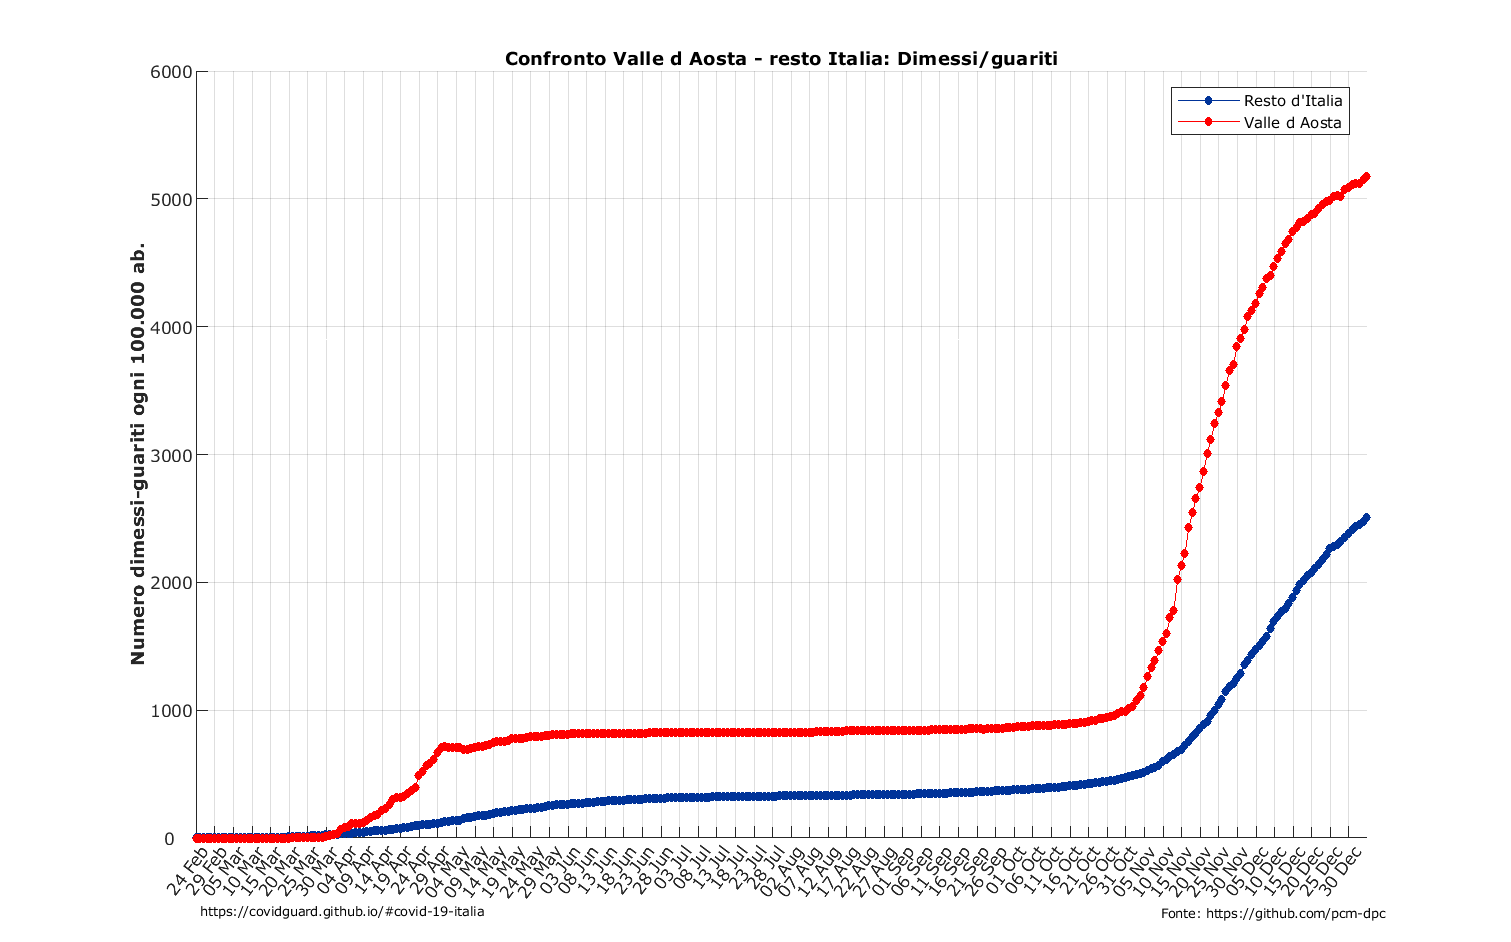 Confronto Valle d Aosta - resto Italia: Dimessi/guariti
Resto d'Italia
Valle d Aosta
Numero dimessi-guariti ogni 100.000 ab.
6000
5000
4000
3000
2000
1000
0
24 Feb
29 Feb
05 Mar
10 Mar
15 Mar
20 Mar
25 Mar
30 Mar
04 Apr
09 Apr
14 Apr
19 Apr
24 Apr
29 Apr
04 May
09 May
14 May
19 May
24 May
29 May
03 Jun
08 Jun
13 Jun
18 Jun
23 Jun
28 Jun
03 Jul
08 Jul
13 Jul
18 Jul
23 Jul
28 Jul
02 Aug
07 Aug
12 Aug
17 Aug
22 Aug
27 Aug
01 Sep
06 Sep
11 Sep
16 Sep
21 Sep
26 Sep
01 Oct
06 Oct
11 Oct
16 Oct
21 Oct
26 Oct
31 Oct
05 Nov
10 Nov
15 Nov
20 Nov
25 Nov
30 Nov
05 Dec
10 Dec
15 Dec
20 Dec
25 Dec
30 Dec
https://covidguard.github.io/#covid-19-italia
Fonte: https://github.com/pcm-dpc